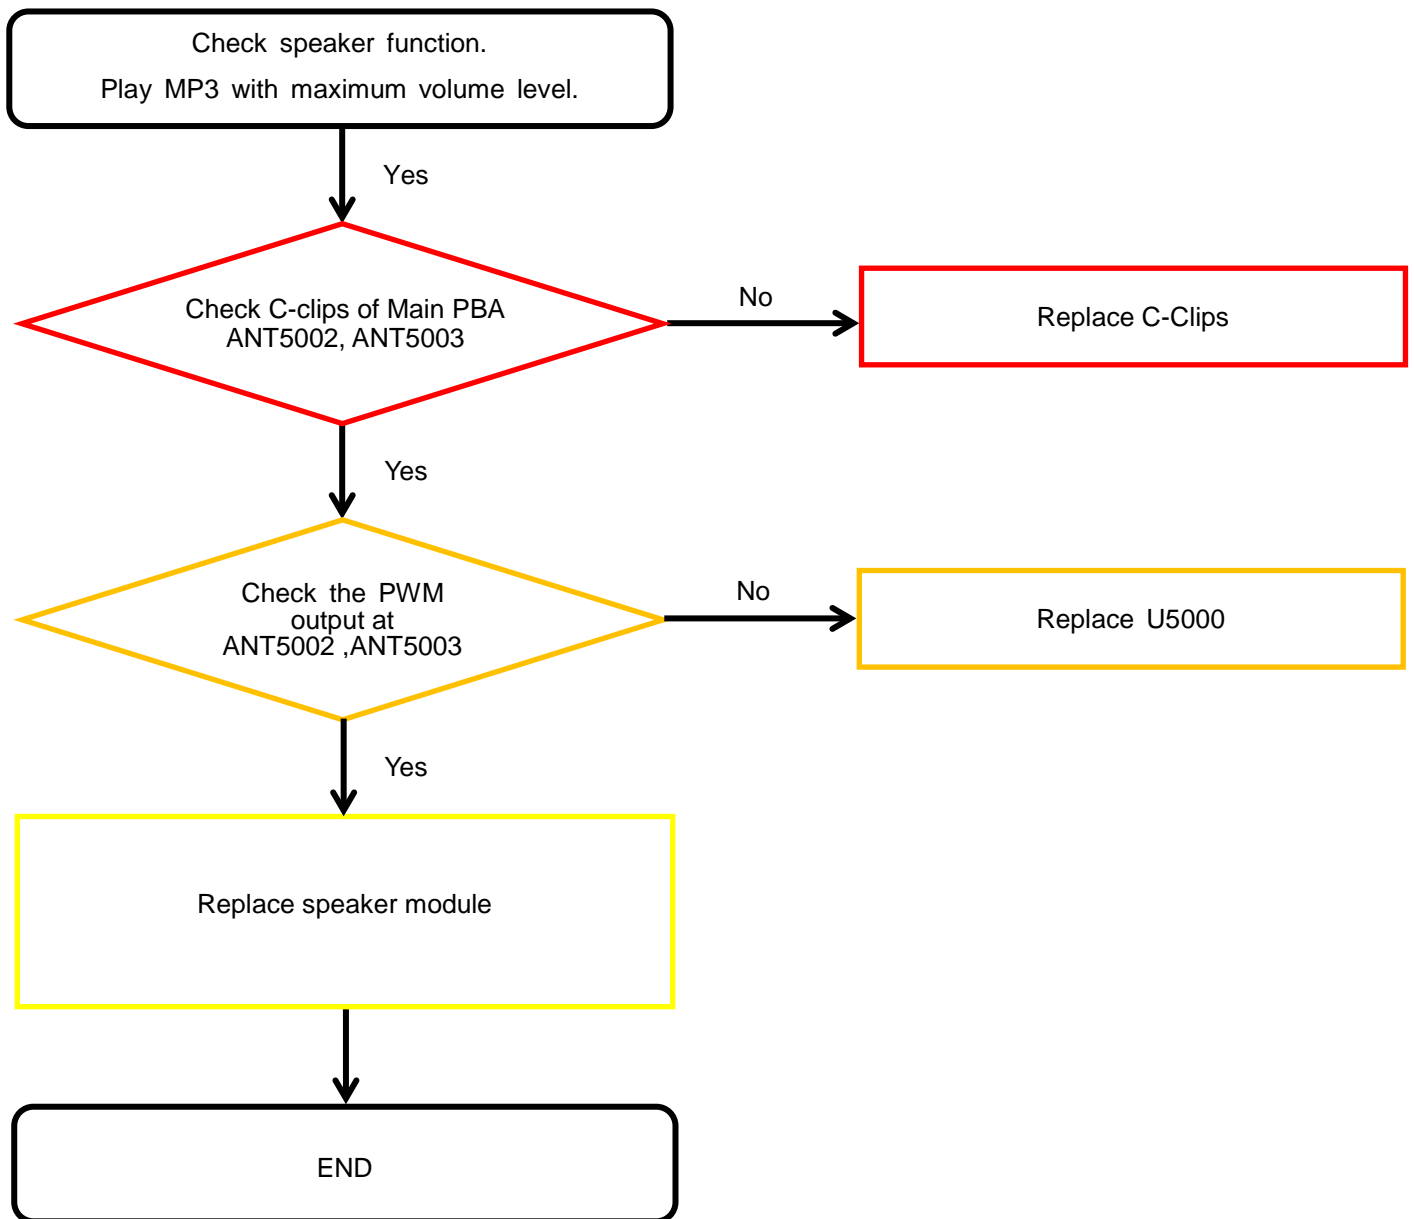 Check speaker function.
Play MP3 with maximum volume level.
Yes
Check C-clips of Main PBA
ANT5002, ANT5003
No
Replace C-Clips
Yes
Check the PWM
output at
ANT5002 ,ANT5003
No
Replace U5000
Yes
Replace speaker module
END